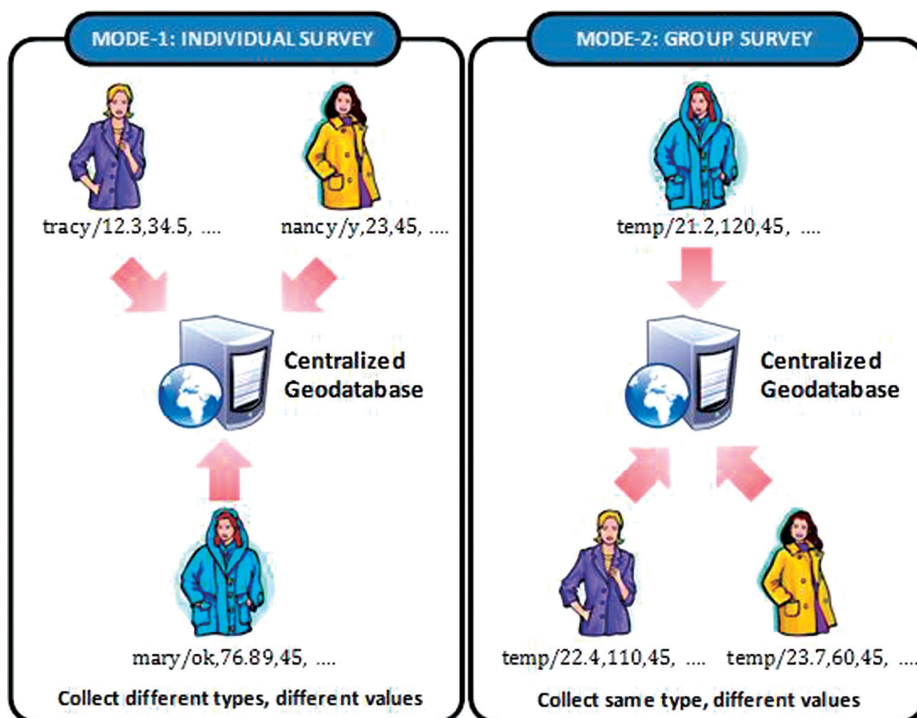 MODE-1: INDIVIDUAL SURVEY
tracy/12.3,34.5, ....
nancy/y,23,45, ....
Centralized
Geodatabase
mary/ok,76.89,45, ....
Collect different types, different values
MODE-2: GROUP SURVEY
temp/21.2,120,45, ....
Centralized
Geodatabase
temp/22.4,110,45, ....
temp/23.7,60,45, ....
Collect same type, different values